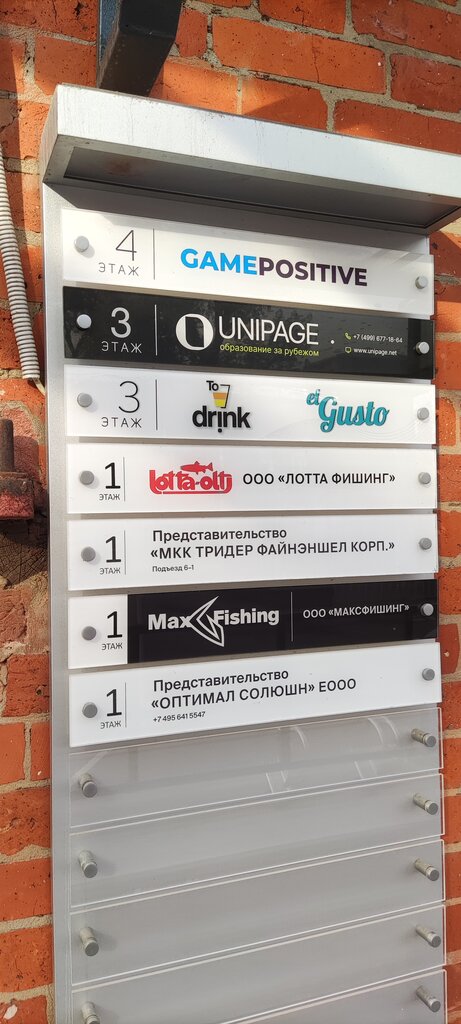 4
ЭТАЖ
GAMEPOSITIVE
3
ЭТАЖ
UNIPAGE
образование за рубежом
+7 (499) 677-18-64
www.unipage.net
3
ЭТАЖ
To
drink
el Gusto
1
ЭТАЖ
lotta-otti
ООО «ЛОТТА ФИШИНГ»
1
ЭТАЖ
Представительство
«МКК ТРИДЕР ФАЙНЭНШЕЛ КОРП.»
Подъезд 6-1
1
ЭТАЖ
Max Fishing
ООО «МАКСФИШИНГ»
1
ЭТАЖ
Представительство
«ОПТИМАЛ СОЛЮШН» ЕООО
+7 495 641 5547